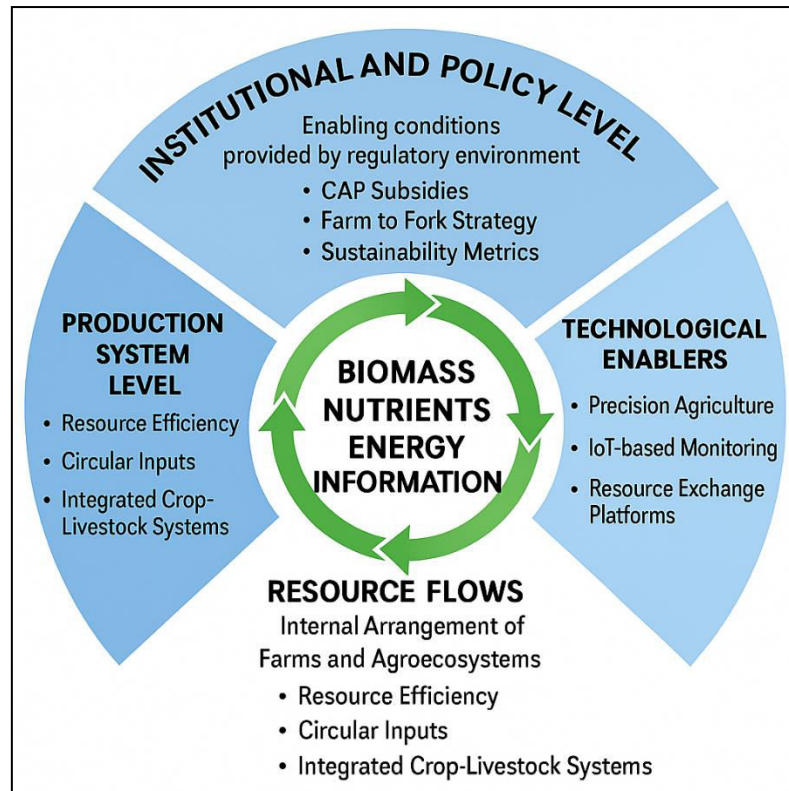 INSTITUTIONAL AND POLICY LEVEL
Enabling conditions
provided by regulatory environment
• CAP Subsidies
• Farm to Fork Strategy
• Sustainability Metrics
PRODUCTION
SYSTEM
LEVEL
• Resource Efficiency
• Circular Inputs
• Integrated Crop-
Livestock Systems
BIOMASS
NUTRIENTS
ENERGY
INFORMATION
TECHNOLOGICAL
ENABLERS
• Precision Agriculture
• IoT-based Monitoring
• Resource Exchange
Platforms
RESOURCE FLOWS
Internal Arrangement of
Farms and Agroecosystems
• Resource Efficiency
• Circular Inputs
• Integrated Crop-Livestock Systems